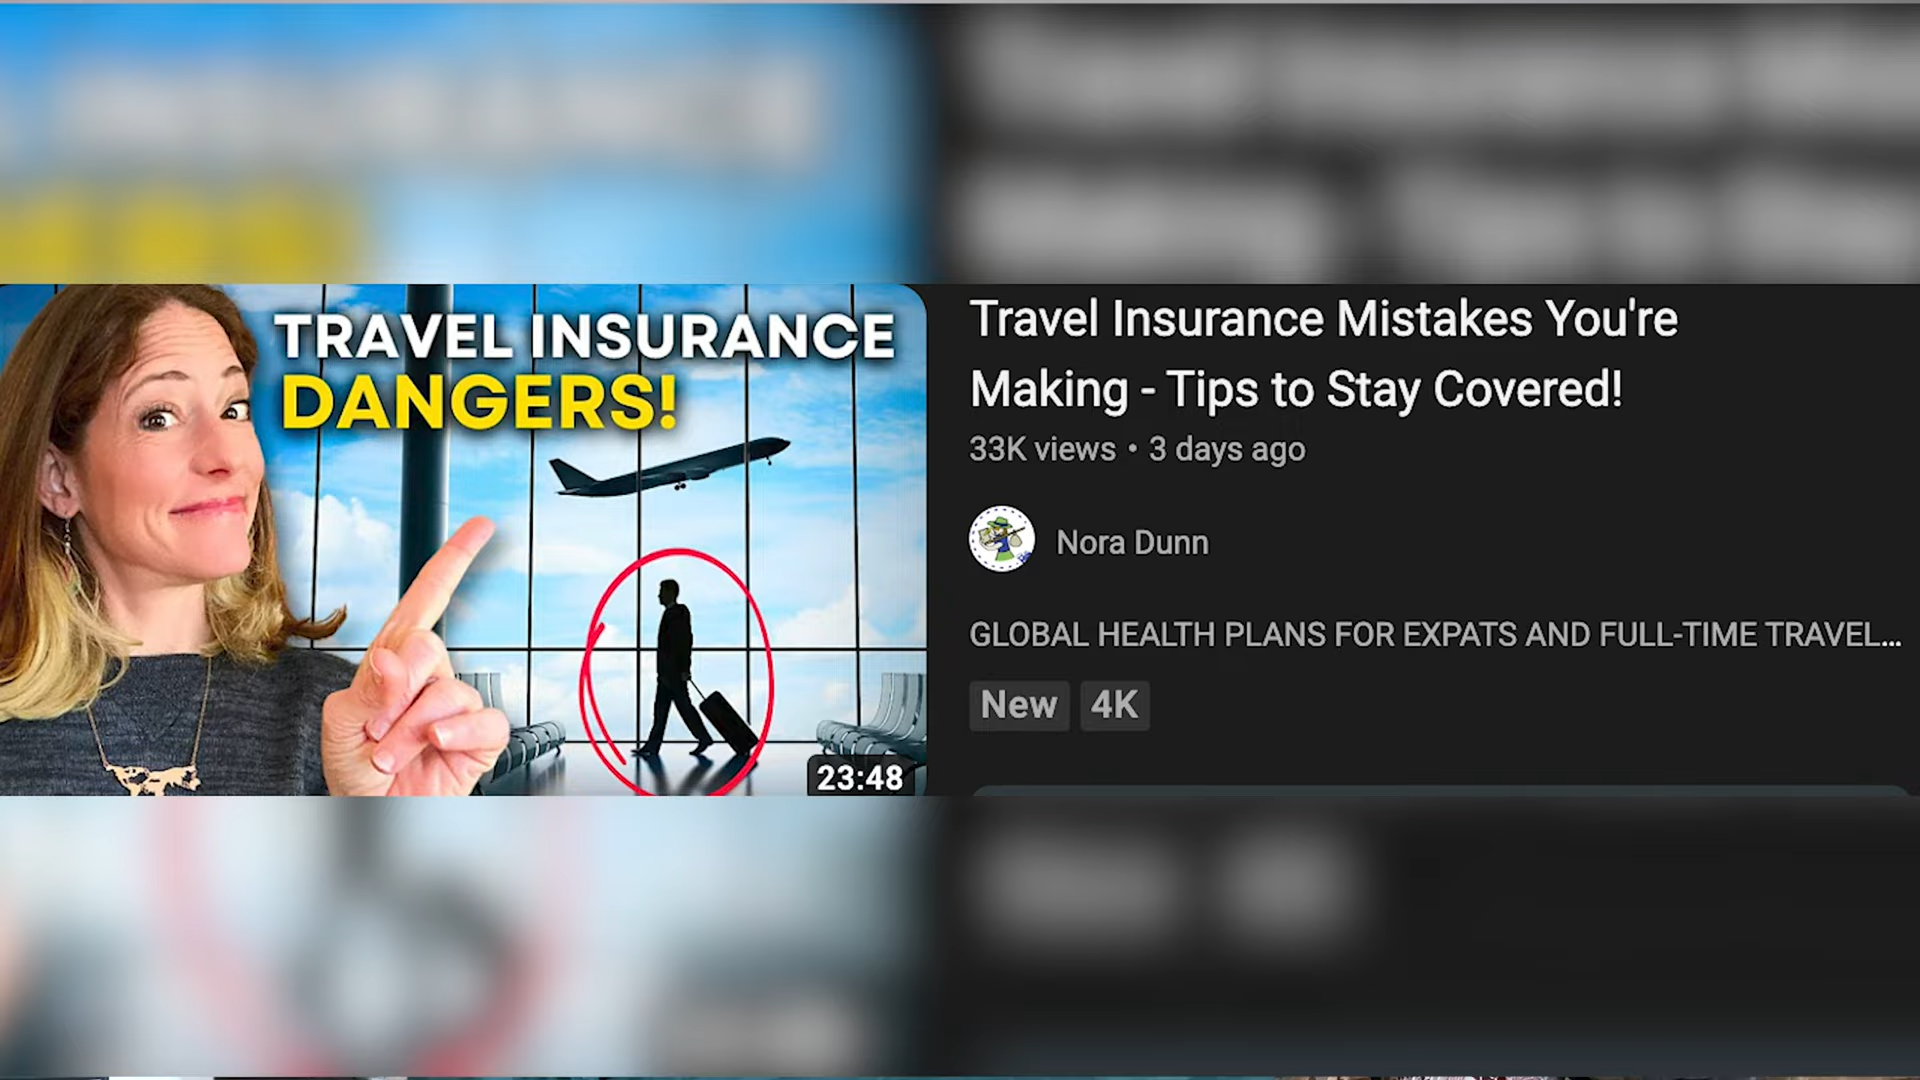 TRAVEL INSURANCE
DANGERS!
23:48
Travel Insurance Mistakes You're
Making - Tips to Stay Covered!
33K views • 3 days ago
Nora Dunn
GLOBAL HEALTH PLANS FOR EXPATS AND FULL-TIME TRAVEL...
New 4K